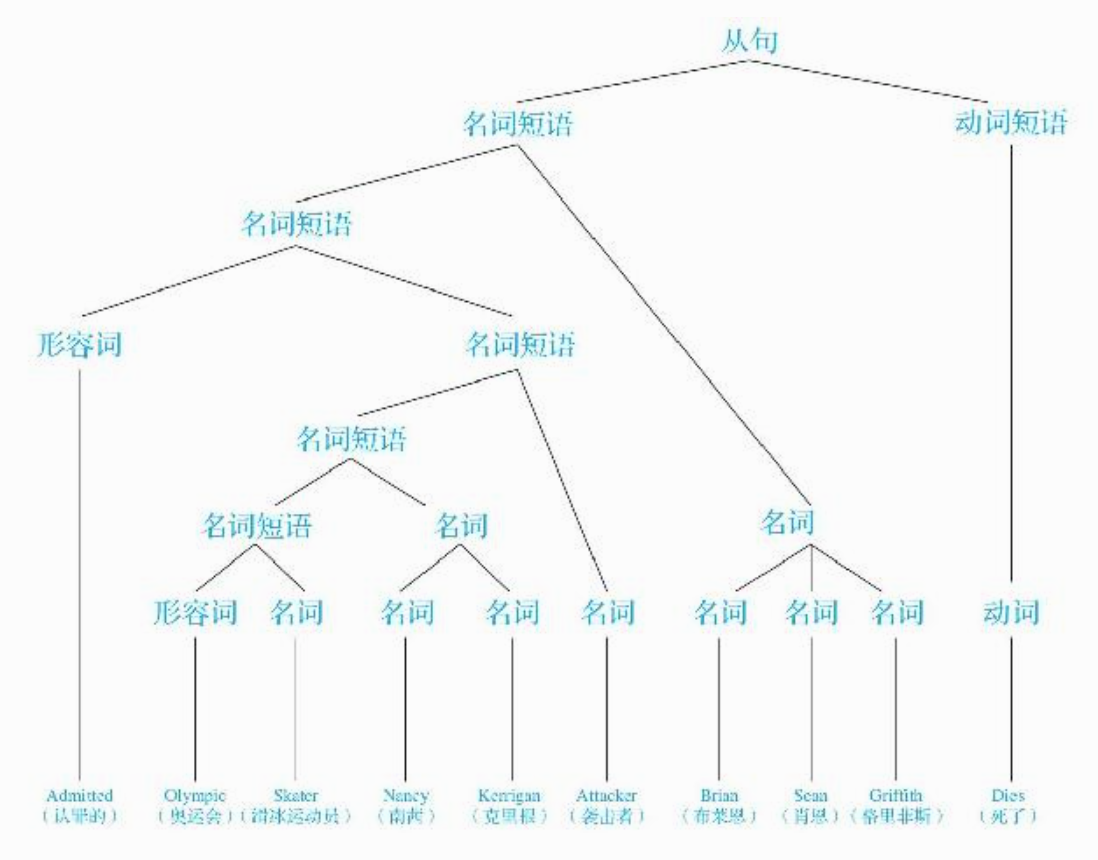 从句
名词短语 动词短语
名词短语
形容词 名词短语
名词短语
名词短语 名词 名词
形容词 名词 名词 名词 名词 名词 名词 名词 动词
Admitted Olympic Skater Nancy Kerrigan Attacker Brian Sean Griffith Dies
（认罪的） （奥运会） （滑冰运动员） （南茜） （克里根） （袭击者） （布莱恩） （肖恩） （格里非斯） （死了）